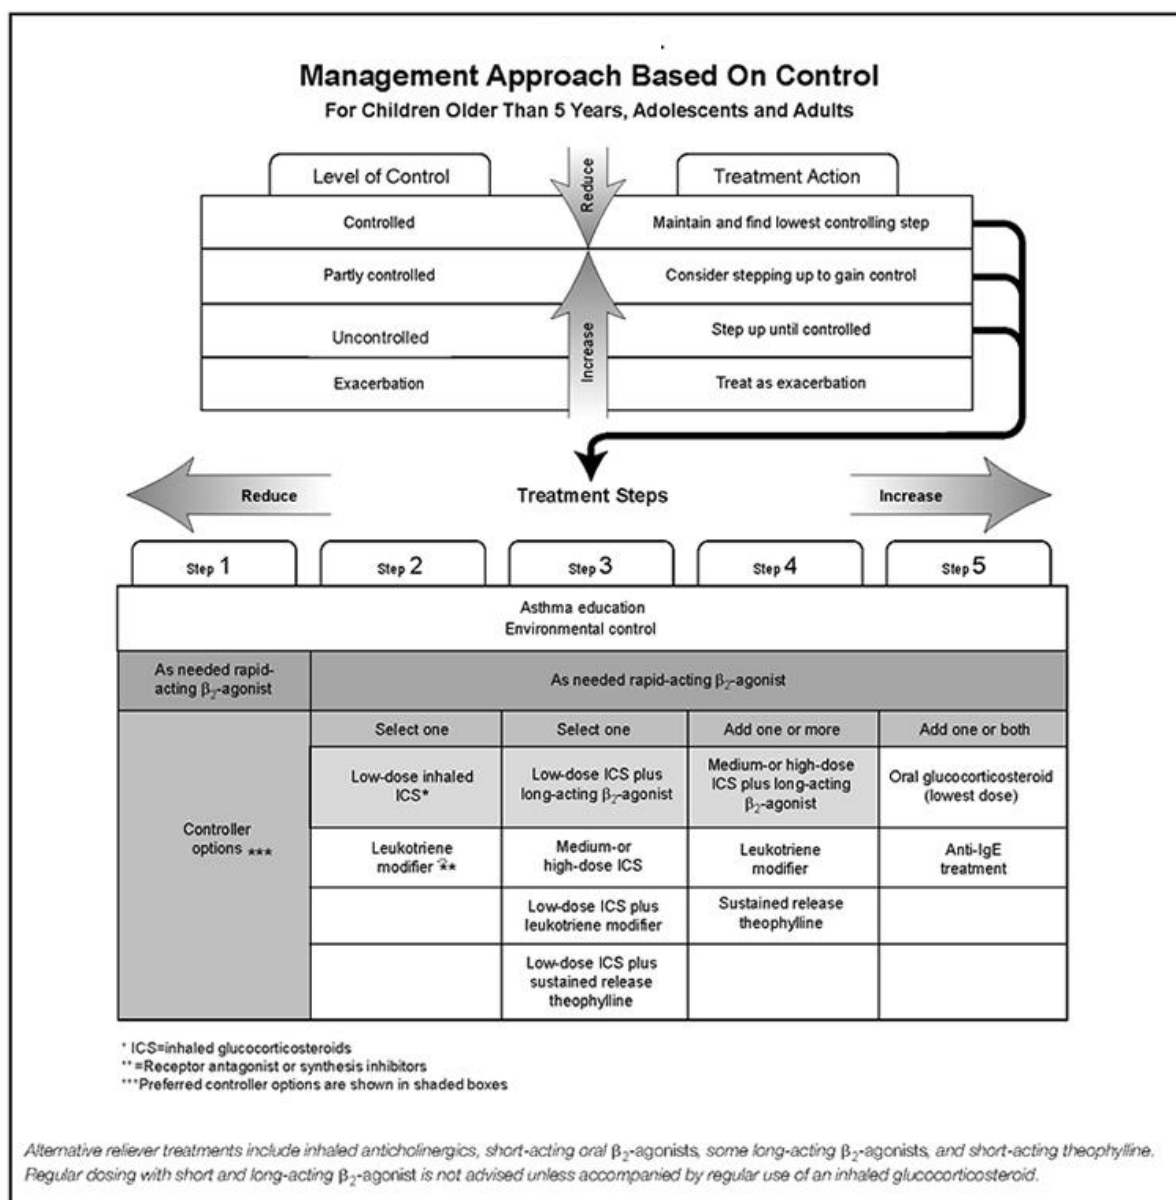 Management Approach Based On Control
For Children Older Than 5 Years, Adolescents and Adults
Level of Control
Reduce
Treatment Action
Controlled
Maintain and find lowest controlling step
Partly controlled
Consider stepping up to gain control
Uncontrolled
Increase
Step up until controlled
Exacerbation
Treat as exacerbation
Reduce
Treatment Steps
Increase
Step 1
Step 2
Step 3
Step 4
Step 5
Asthma education
Environmental control
As needed rapid-
acting β₂-agonist
As needed rapid-acting β₂-agonist
Controller
options ***
Select one
Select one
Add one or more
Add one or both
Low-dose inhaled
ICS*
Low-dose ICS plus
long-acting β₂-agonist
Medium-or high-dose
ICS plus long-acting
β₂-agonist
Oral glucocorticosteroid
(lowest dose)
Leukotriene
modifier **
Medium-or
high-dose ICS
Leukotriene
modifier
Anti-IgE
treatment
Low-dose ICS plus
leukotriene modifier
Sustained release
theophylline
Low-dose ICS plus
sustained release
theophylline
* ICS=inhaled glucocorticosteroids
** =Receptor antagonist or synthesis inhibitors
***Preferred controller options are shown in shaded boxes
Alternative reliever treatments include inhaled anticholinergics, short-acting oral β₂-agonists, some long-acting β₂-agonists, and short-acting theophylline.
Regular dosing with short and long-acting β₂-agonist is not advised unless accompanied by regular use of an inhaled glucocorticosteroid.